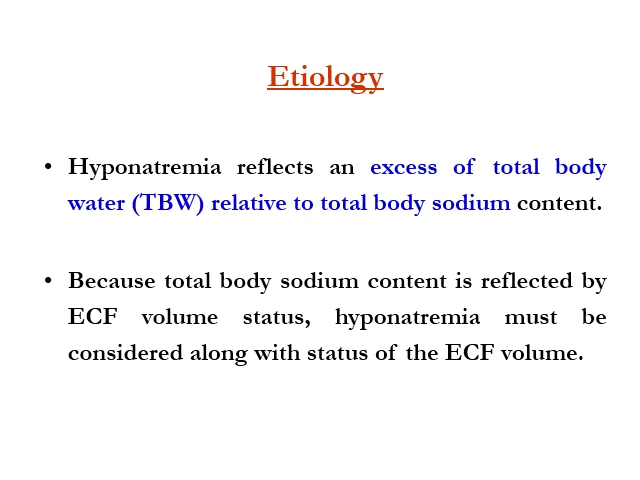 Etiology
• Hyponatremia reflects an excess of total body
water (TBW) relative to total body sodium content.
• Because total body sodium content is reflected by
ECF volume status, hyponatremia must be
considered along with status of the ECF volume.